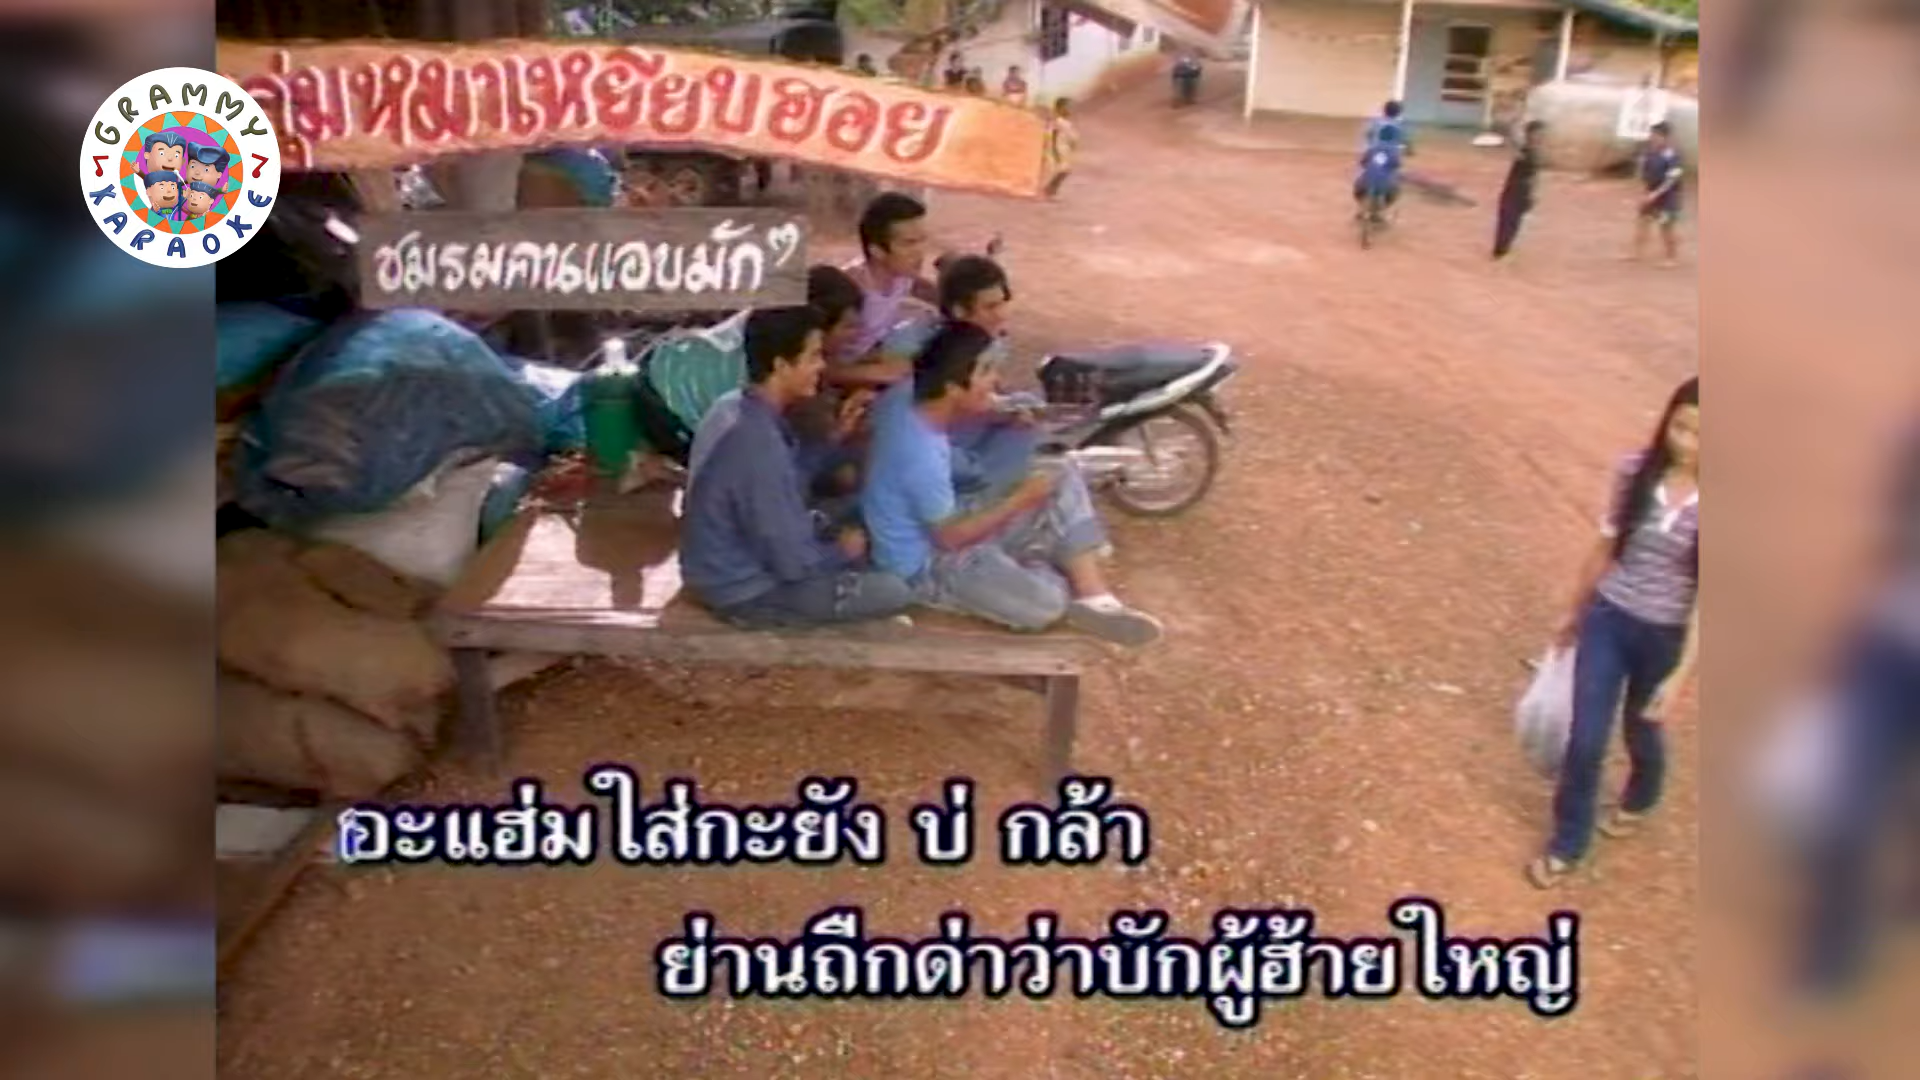 GRAMMY KARAOKE
กลุ่มหมาเหยียบฮอย
ชมรมคนแอบมักๆ
อะแฮ่มใส่กะยัง บ่ กล้า
ย่านถืกด่าว่าบักผู้ฮ้ายใหญ่